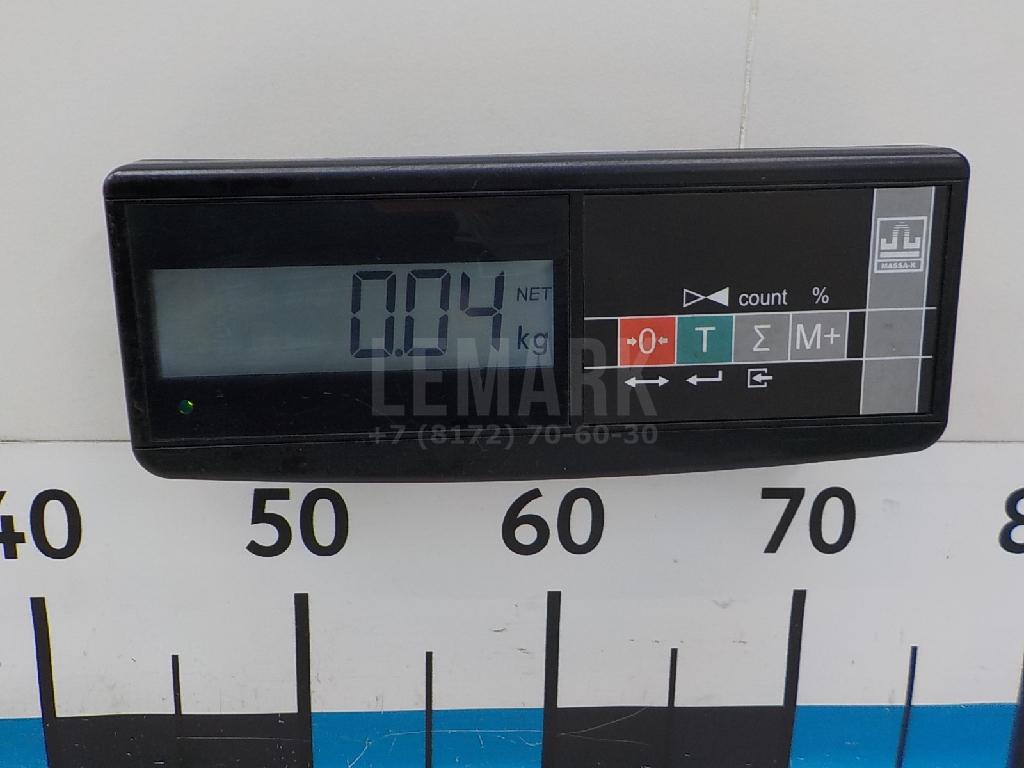 0.04 NET kg
MASSA-K
count %
→0← T Σ M+
LEMARK
+7 (8172) 70-60-30
40 50 60 70 8